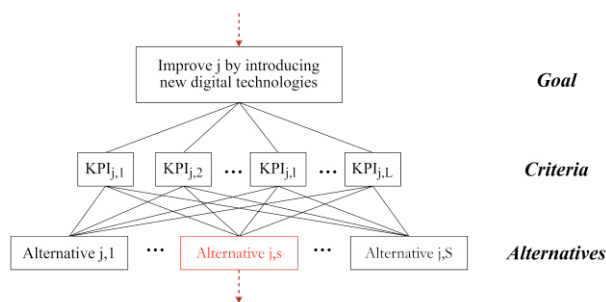 Improve j by introducing
new digital technologies
Goal
KPIj,1 KPIj,2 ... KPIj,l ... KPIj,L
Criteria
Alternative j,1 ... Alternative j,s ... Alternative j,S
Alternatives